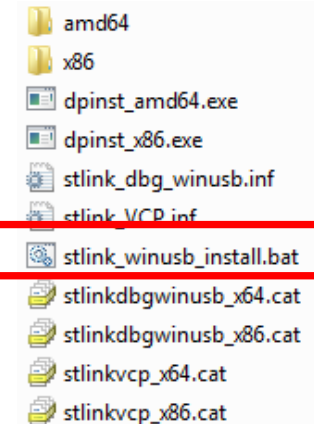 amd64
x86
dpinst_amd64.exe
dpinst_x86.exe
stlink_dbg_winusb.inf
stlink_VCP.inf
stlink_winusb_install.bat
stlinkdbgwinusb_x64.cat
stlinkdbgwinusb_x86.cat
stlinkvcp_x64.cat
stlinkvcp_x86.cat